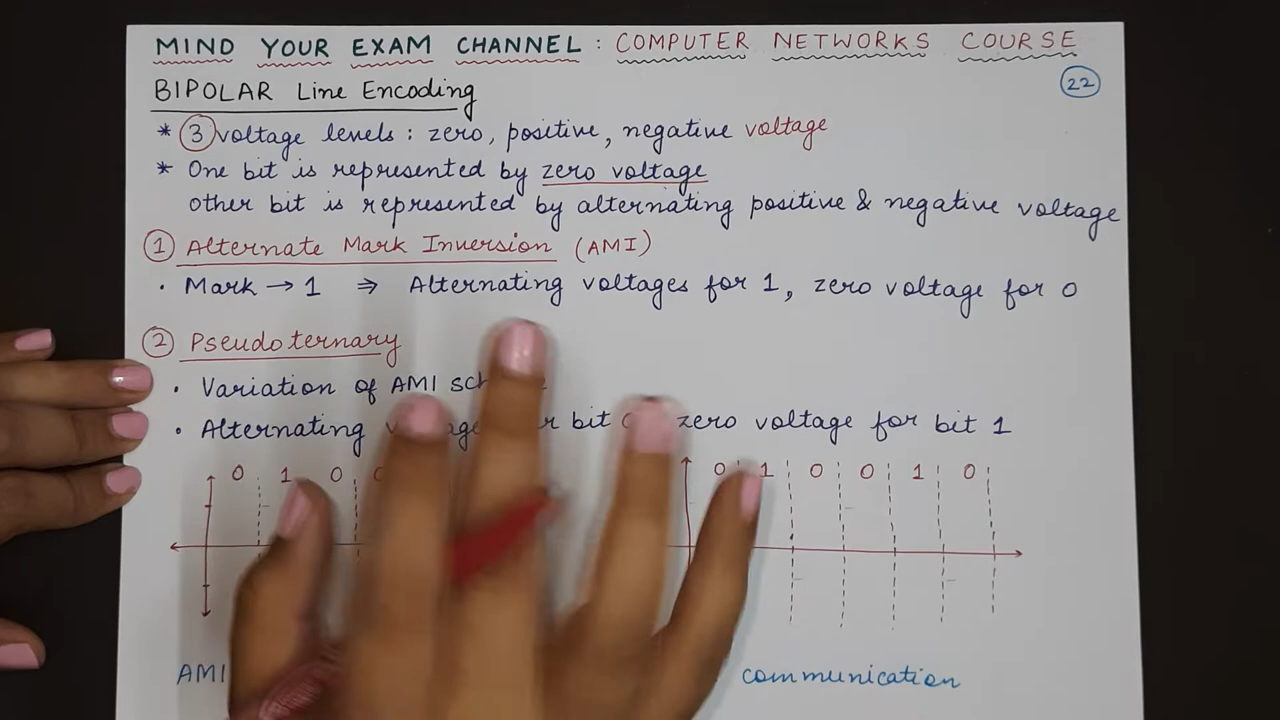 MIND YOUR EXAM CHANNEL : COMPUTER NETWORKS COURSE
22
BIPOLAR Line Encoding
* 3 voltage levels : zero, positive, negative voltage
* One bit is represented by zero voltage
other bit is represented by alternating positive & negative voltage
① Alternate Mark Inversion (AMI)
· Mark → 1 ⇒ Alternating voltages for 1, zero voltage for 0
② Pseudoternary
· Variation of AMI
· Alternating bit zero voltage for bit 1
0 1 0 0 1 0 0 1 0
AMI communication